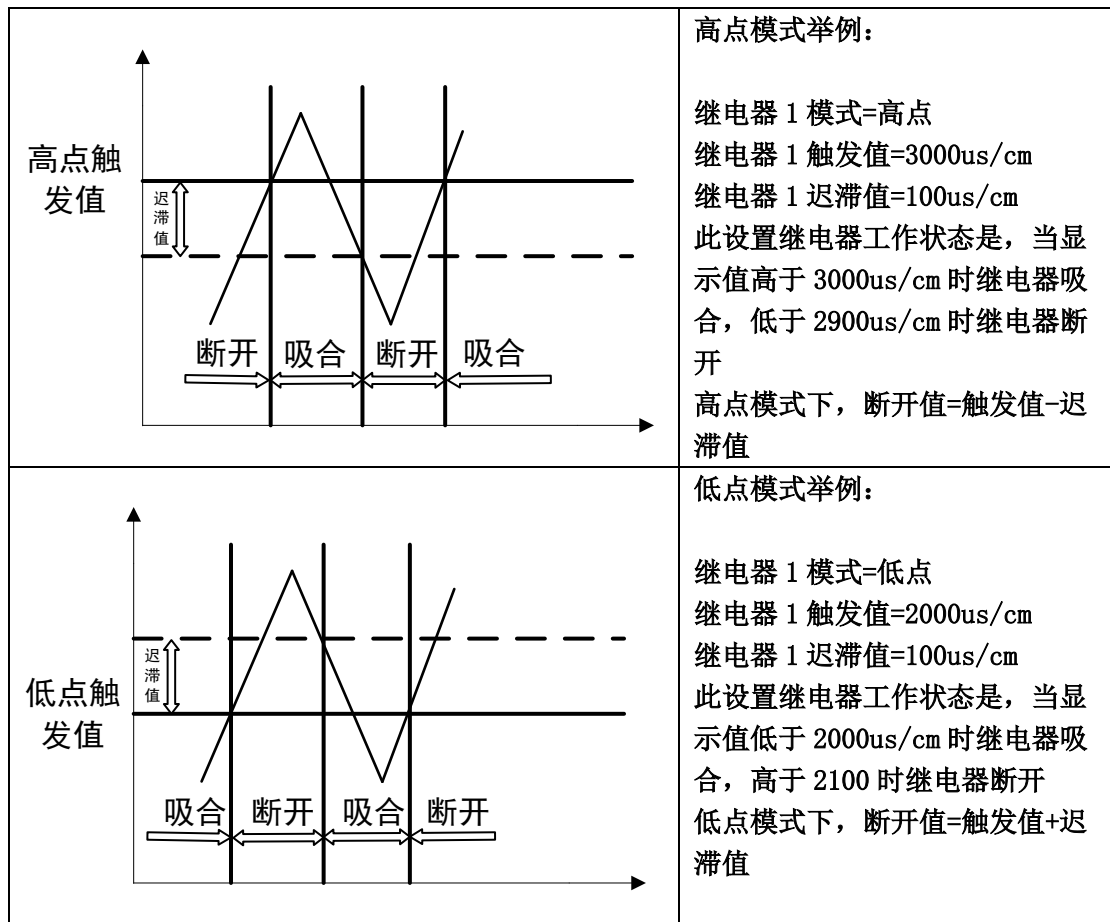 高点触
发值
迟
滞
值
断开 吸合 断开 吸合
高点模式举例：
继电器 1 模式=高点
继电器 1 触发值=3000us/cm
继电器 1 迟滞值=100us/cm
此设置继电器工作状态是，当显
示值高于 3000us/cm 时继电器吸
合，低于 2900us/cm 时继电器断
开
高点模式下，断开值=触发值-迟
滞值
低点触
发值
迟
滞
值
吸合 断开 吸合 断开
低点模式举例：
继电器 1 模式=低点
继电器 1 触发值=2000us/cm
继电器 1 迟滞值=100us/cm
此设置继电器工作状态是，当显
示值低于 2000us/cm 时继电器吸
合，高于 2100 时继电器断开
低点模式下，断开值=触发值+迟
滞值